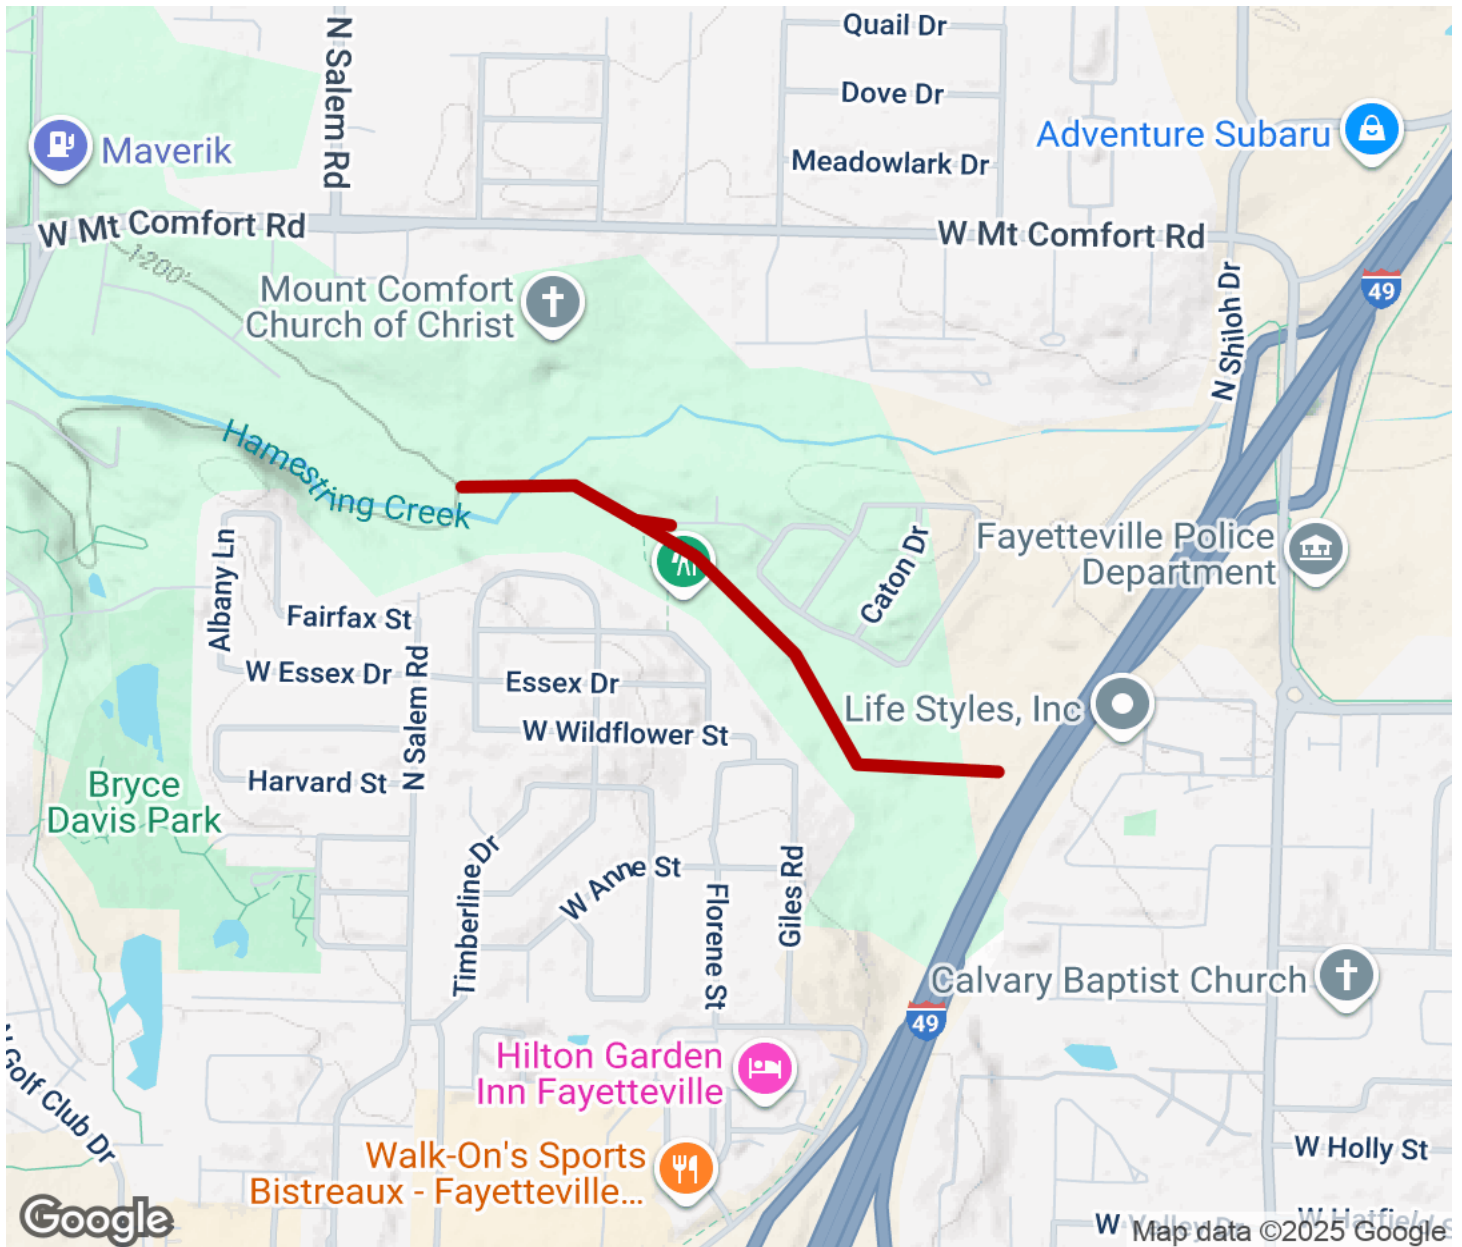 Quail Dr
N Salem Rd
Dove Dr
Adventure Subaru
Maverik
Meadowlark Dr
W Mt Comfort Rd
W Mt Comfort Rd
1200'
Mount Comfort
Church of Christ
N Shiloh Dr
49
Hamestring Creek
Fayetteville Police
Department
Albany Ln
Caton Dr
Fairfax St
W Essex Dr
N Salem Rd
Essex Dr
Life Styles, Inc
W Wildflower St
Harvard St
Bryce
Davis Park
Timberline Dr
W Anne St
Florene St
Giles Rd
Calvary Baptist Church
49
N Golf Club Dr
Hilton Garden
Inn Fayetteville
Walk-On's Sports
Bistreaux - Fayetteville...
W Holly St
W Valley Dr
W Hatfield S
Google
Map data ©2025 Google